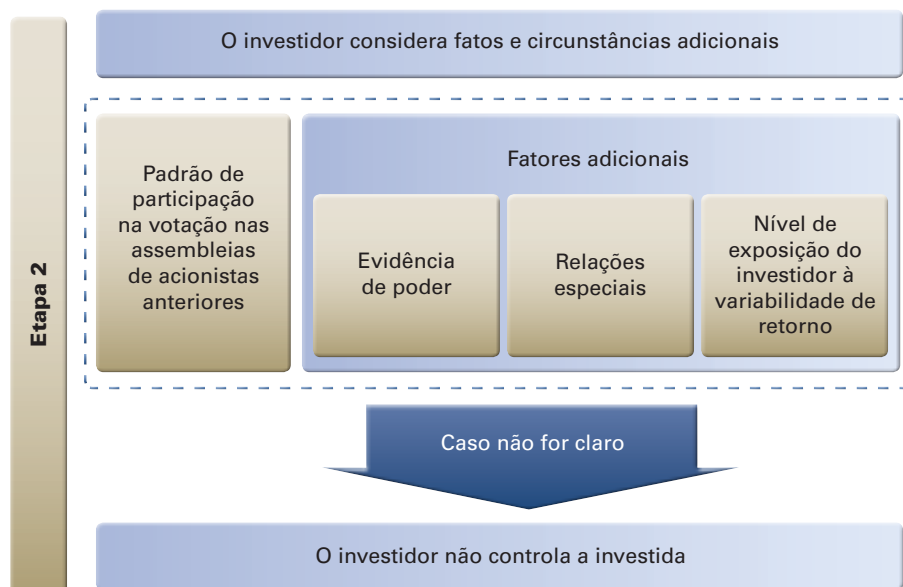 Etapa 2
O investidor considera fatos e circunstâncias adicionais
Padrão de
participação
na votação nas
assembleias
de acionistas
anteriores
Fatores adicionais
Evidência
de poder
Relações
especiais
Nível de
exposição do
investidor à
variabilidade de
retorno
Caso não for claro
O investidor não controla a investida